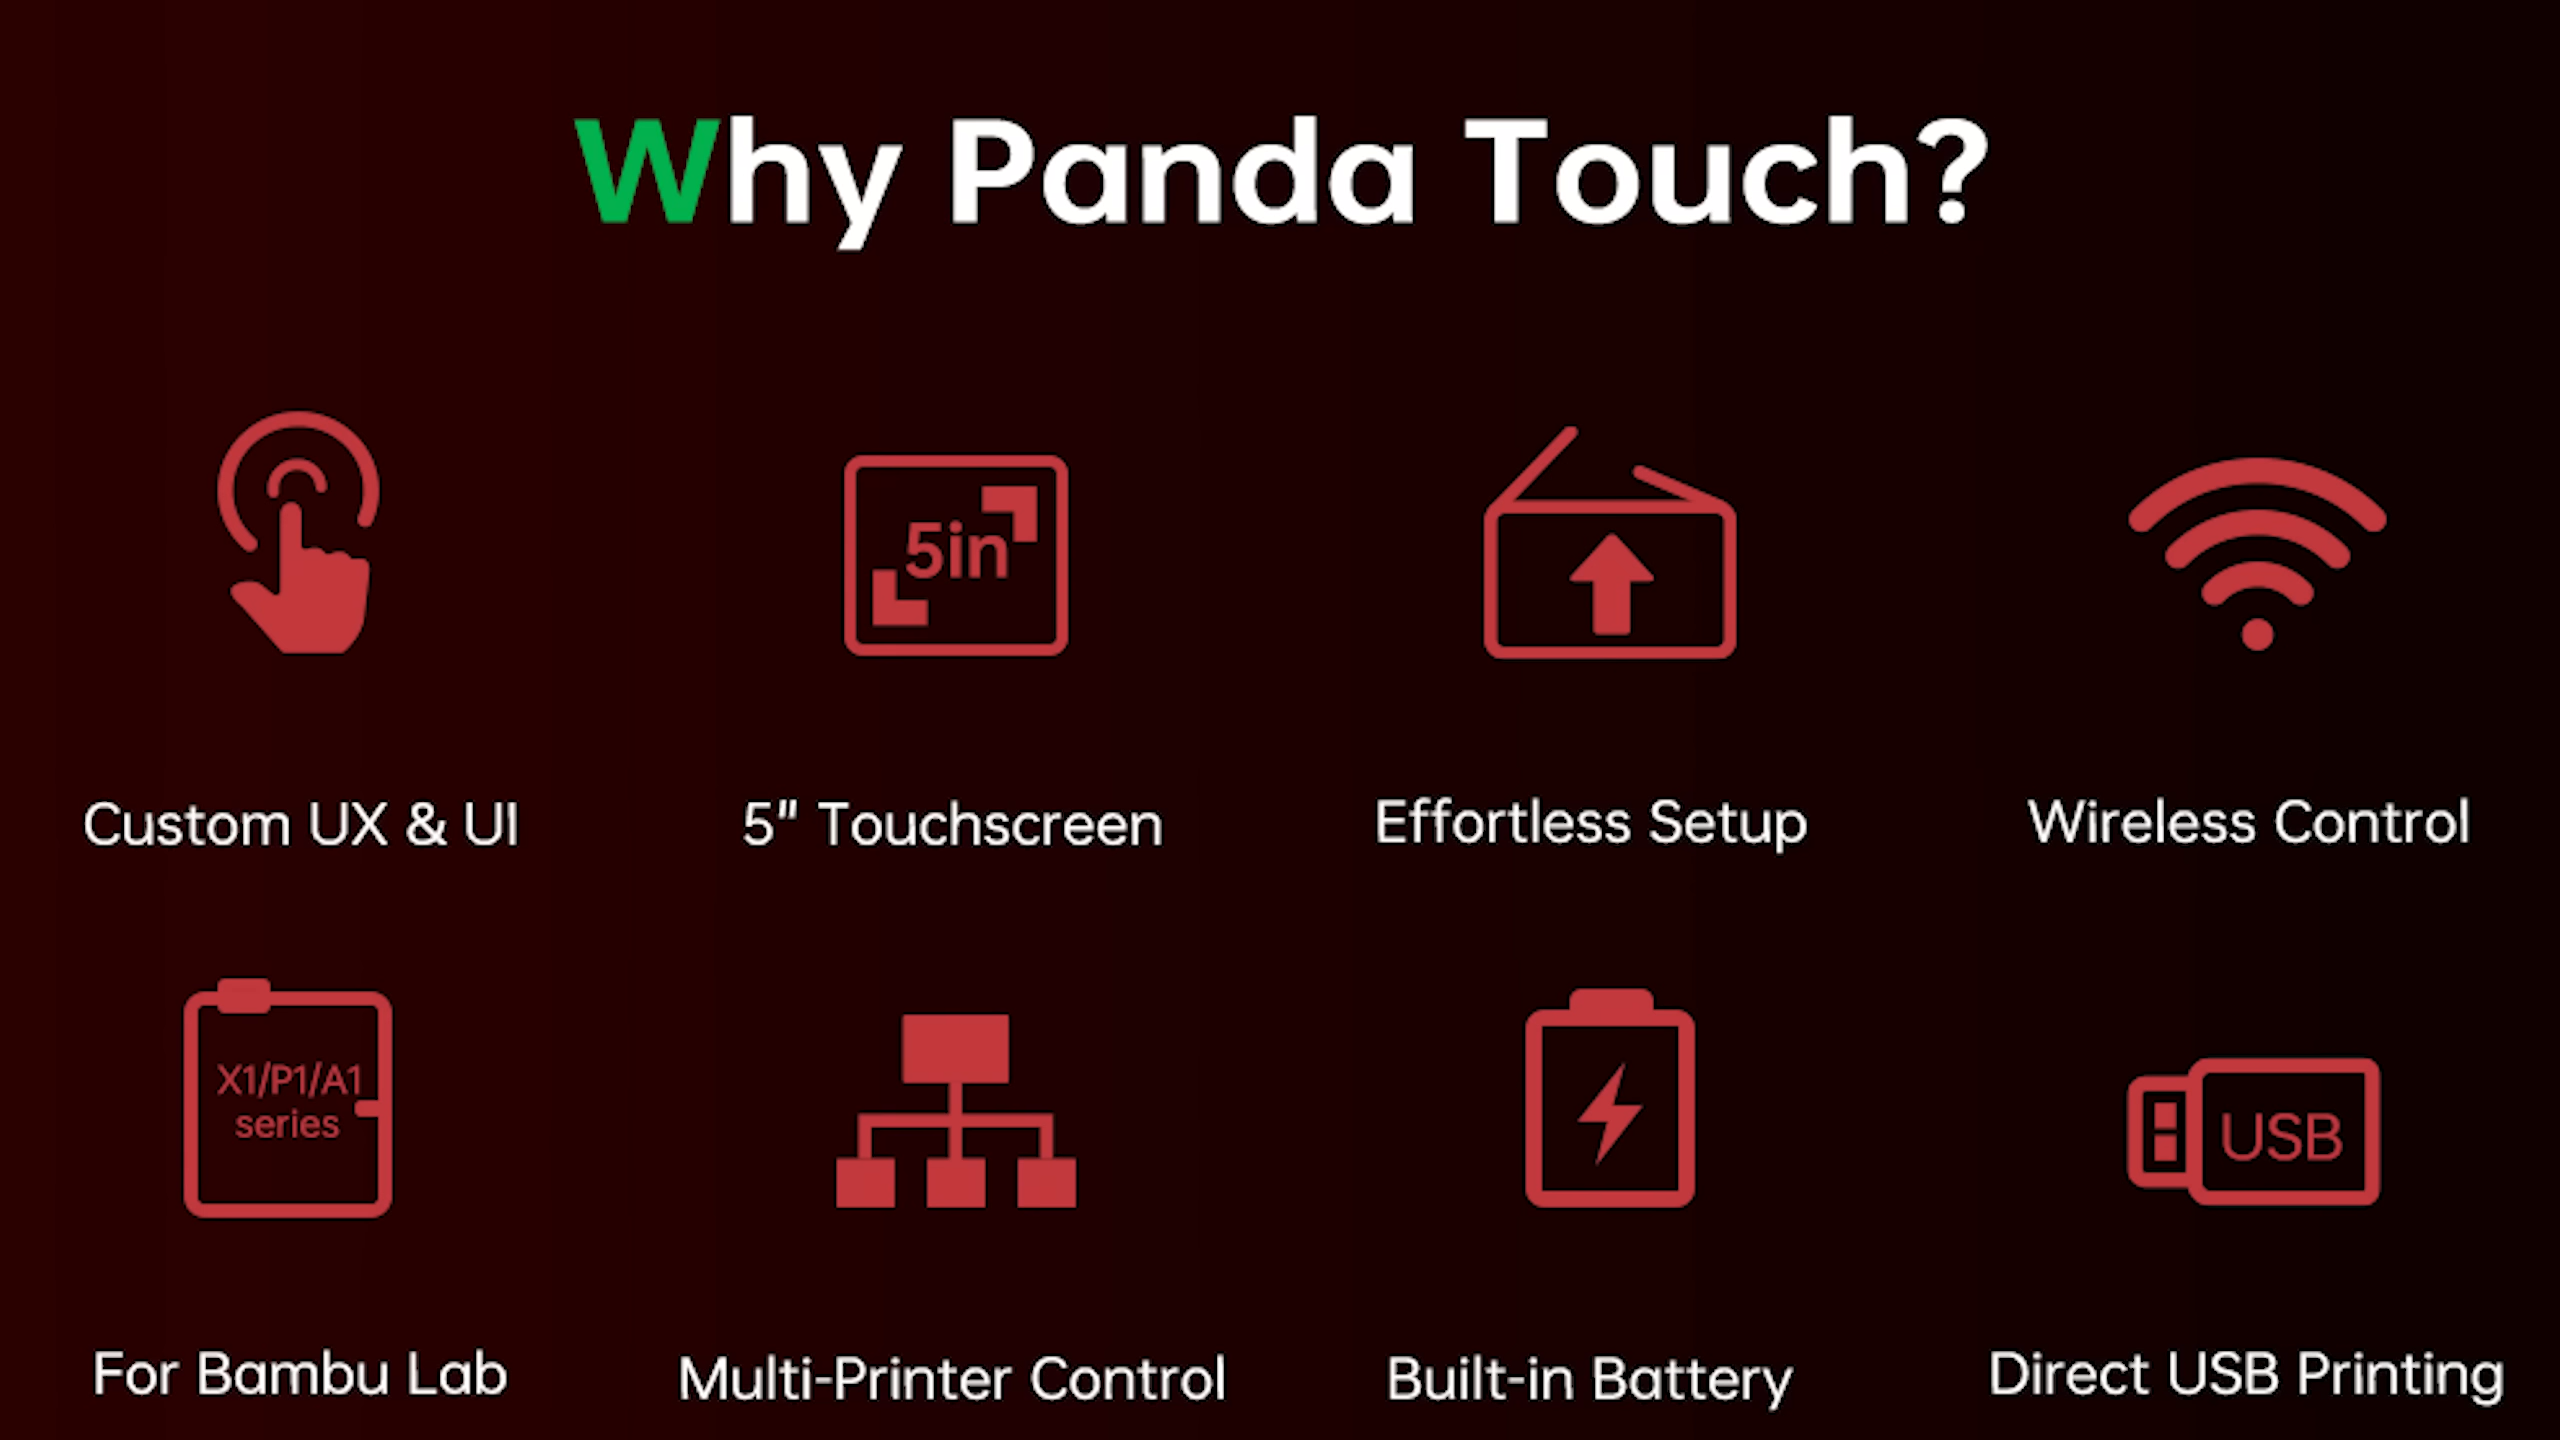 Why Panda Touch?
5in
Custom UX & UI
5" Touchscreen
Effortless Setup
Wireless Control
X1/P1/A1
series
USB
For Bambu Lab
Multi-Printer Control
Built-in Battery
Direct USB Printing